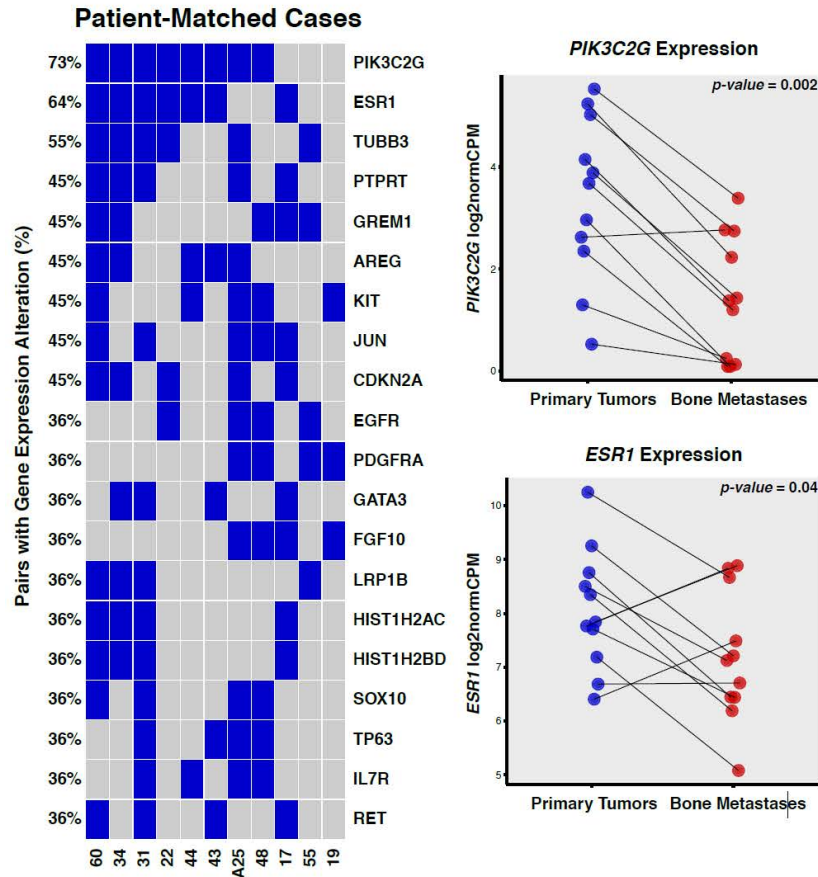 Patient-Matched Cases
Pairs with Gene Expression Alteration (%)
73% PIK3C2G
64% ESR1
55% TUBB3
45% PTPRT
45% GREM1
45% AREG
45% KIT
45% JUN
45% CDKN2A
36% EGFR
36% PDGFRA
36% GATA3
36% FGF10
36% LRP1B
36% HIST1H2AC
36% HIST1H2BD
36% SOX10
36% TP63
36% IL7R
36% RET
60 34 31 22 44 43 A25 48 17 55 19
PIK3C2G Expression
p-value = 0.002
PIK3C2G log2normCPM
4
2
0
Primary Tumors Bone Metastases
ESR1 Expression
p-value = 0.04
ESR1 log2normCPM
10
9
8
7
6
5
Primary Tumors Bone Metastases